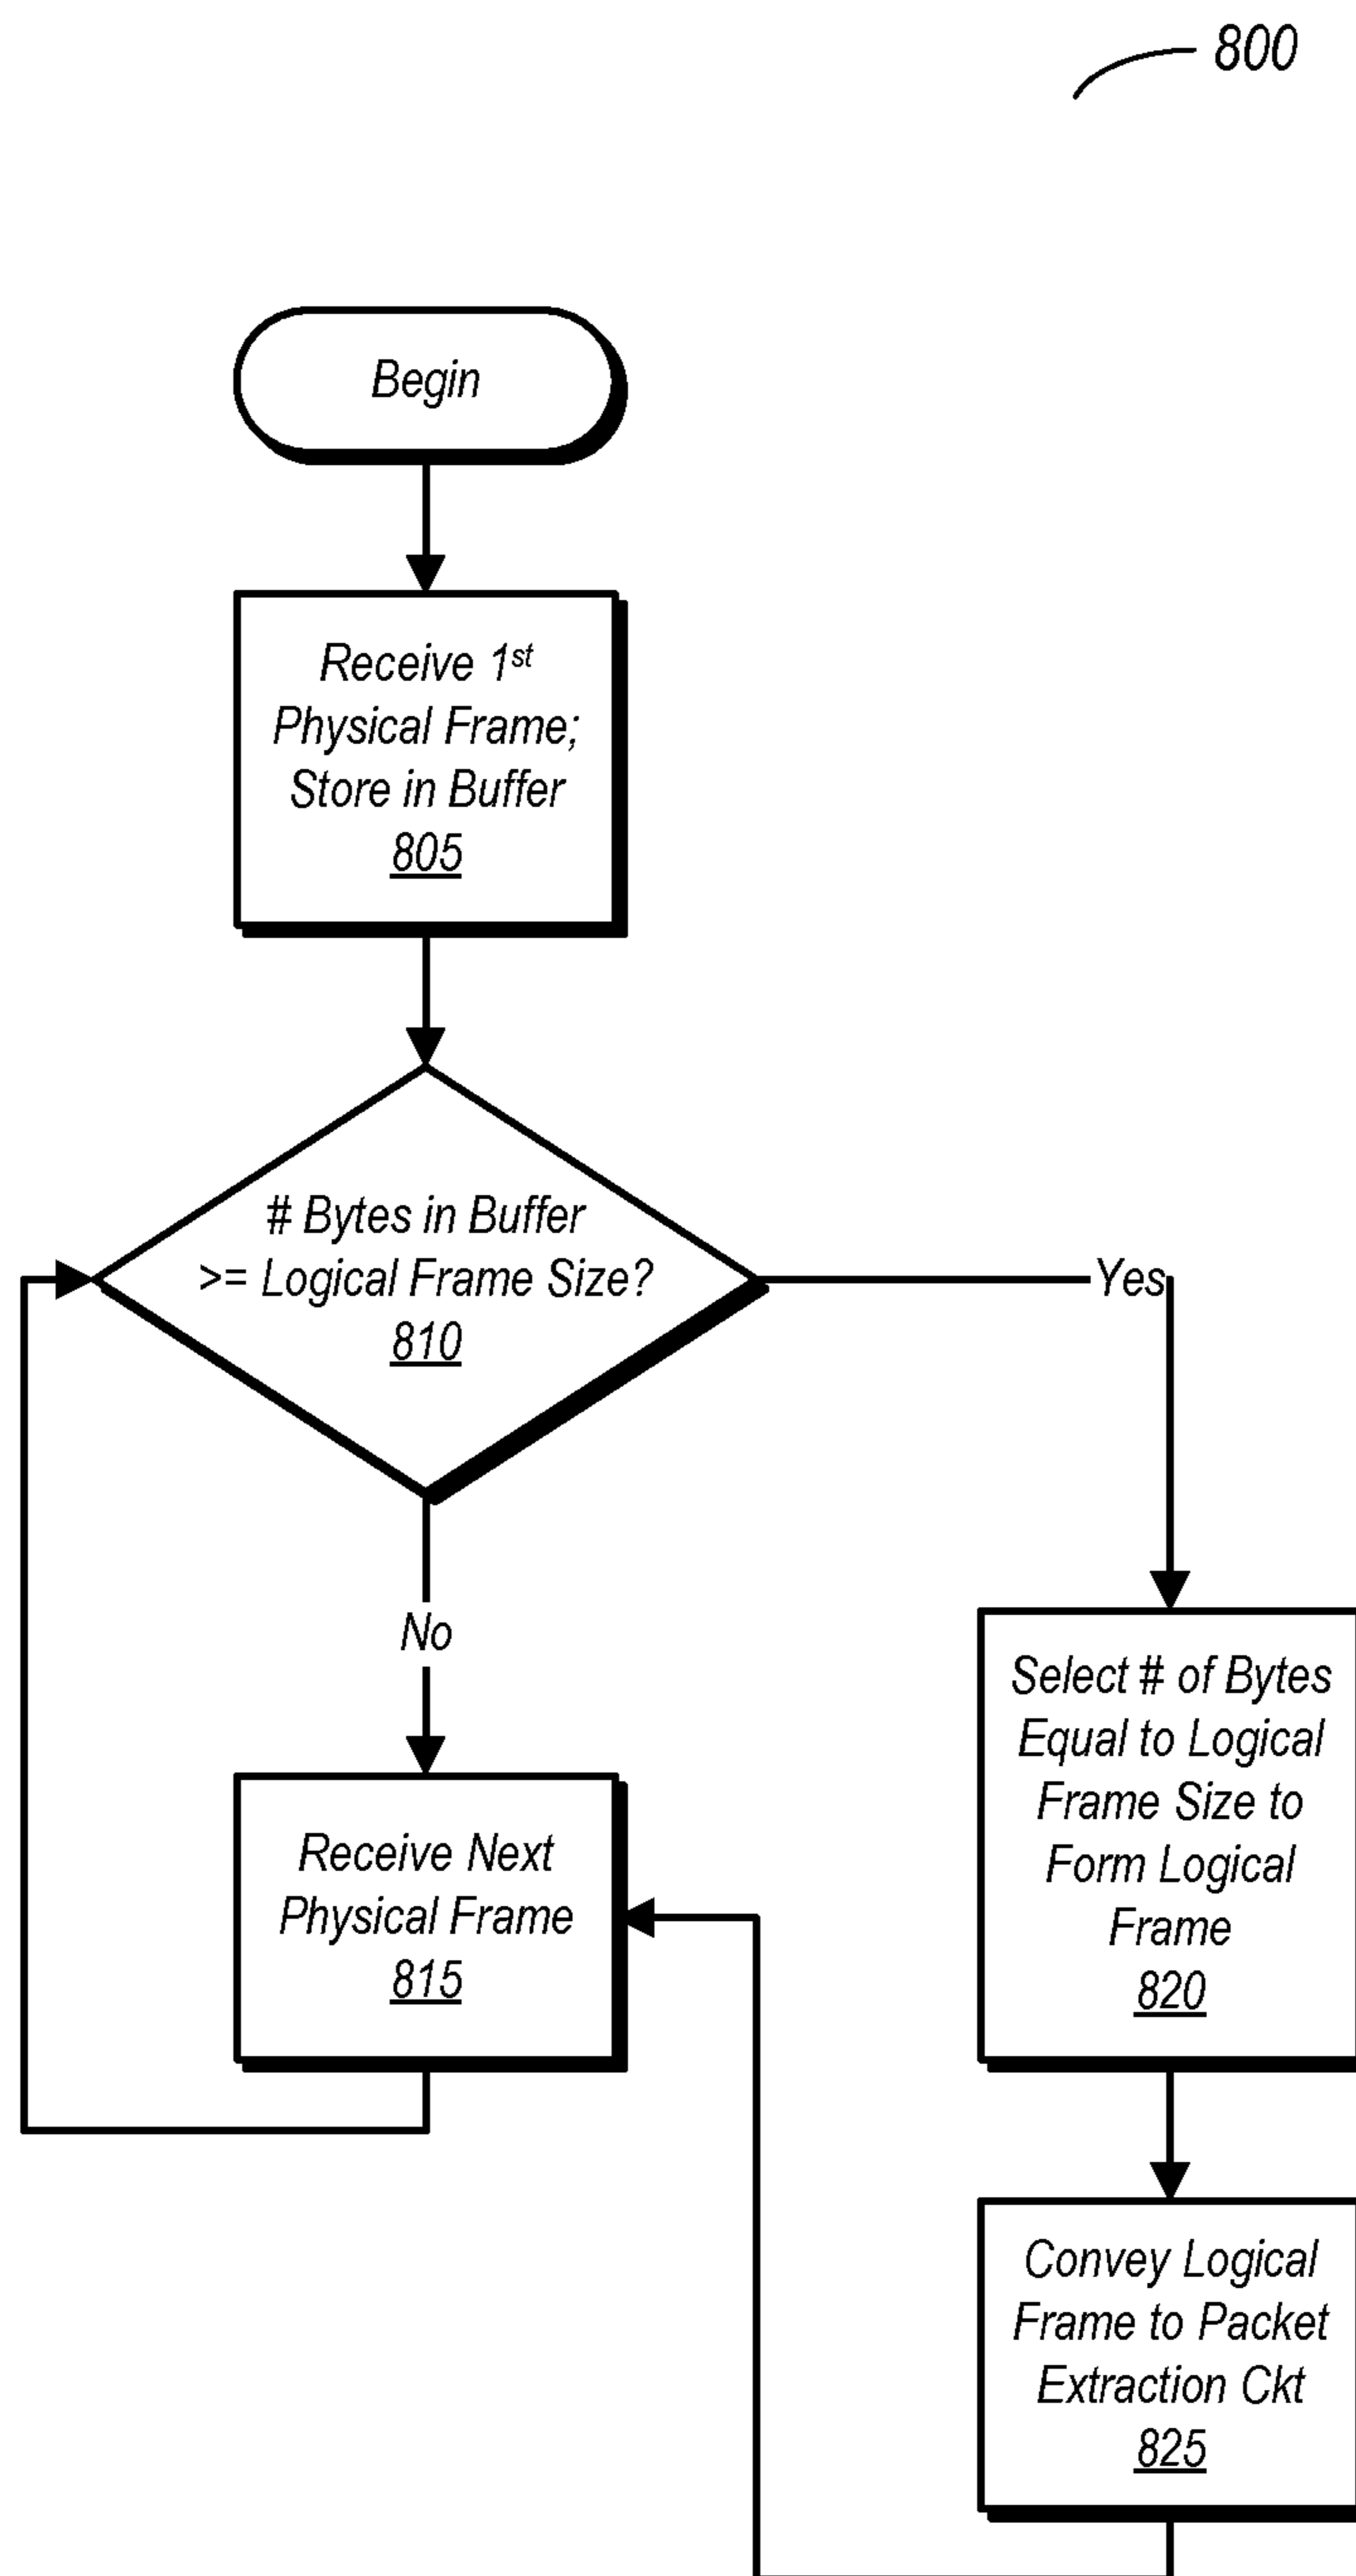 800
Begin
Receive 1st
Physical Frame;
Store in Buffer
805
# Bytes in Buffer
>= Logical Frame Size?
810
Yes
No
Select # of Bytes
Equal to Logical
Frame Size to
Form Logical
Frame
820
Receive Next
Physical Frame
815
Convey Logical
Frame to Packet
Extraction Ckt
825